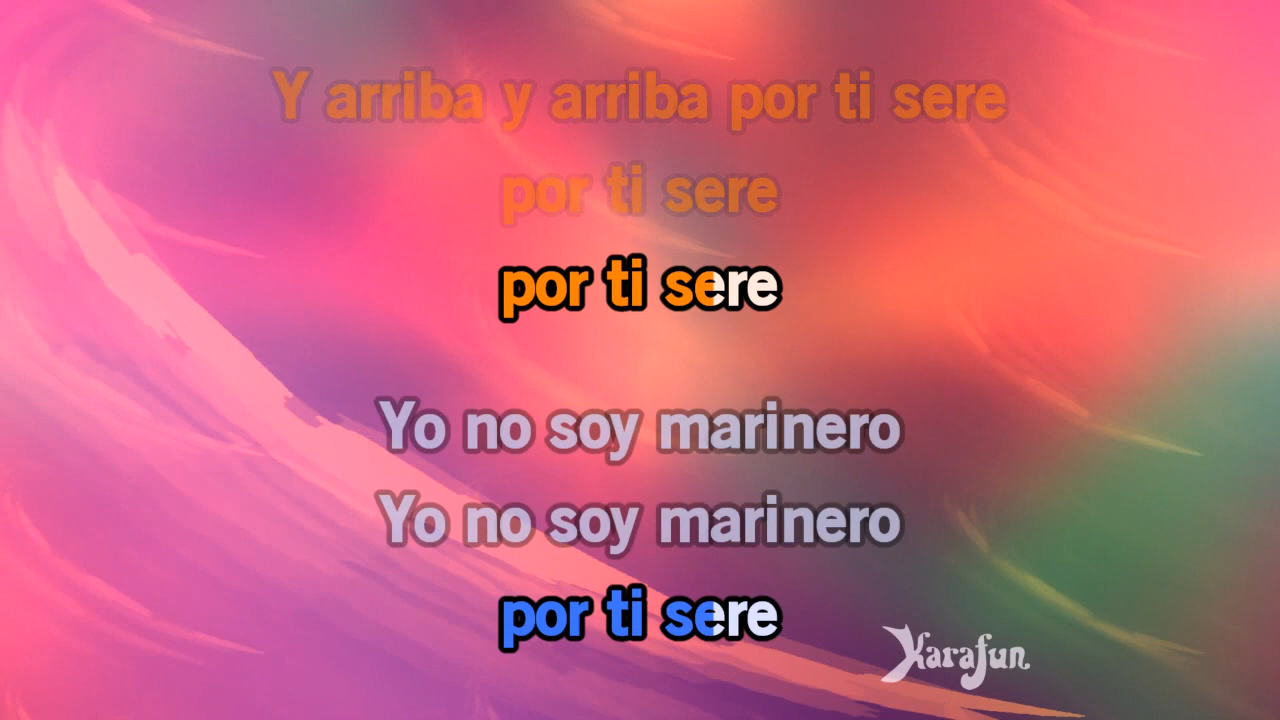 Y arriba y arriba por ti sere
por ti sere
por ti sere
Yo no soy marinero
Yo no soy marinero
por ti sere
Karafun